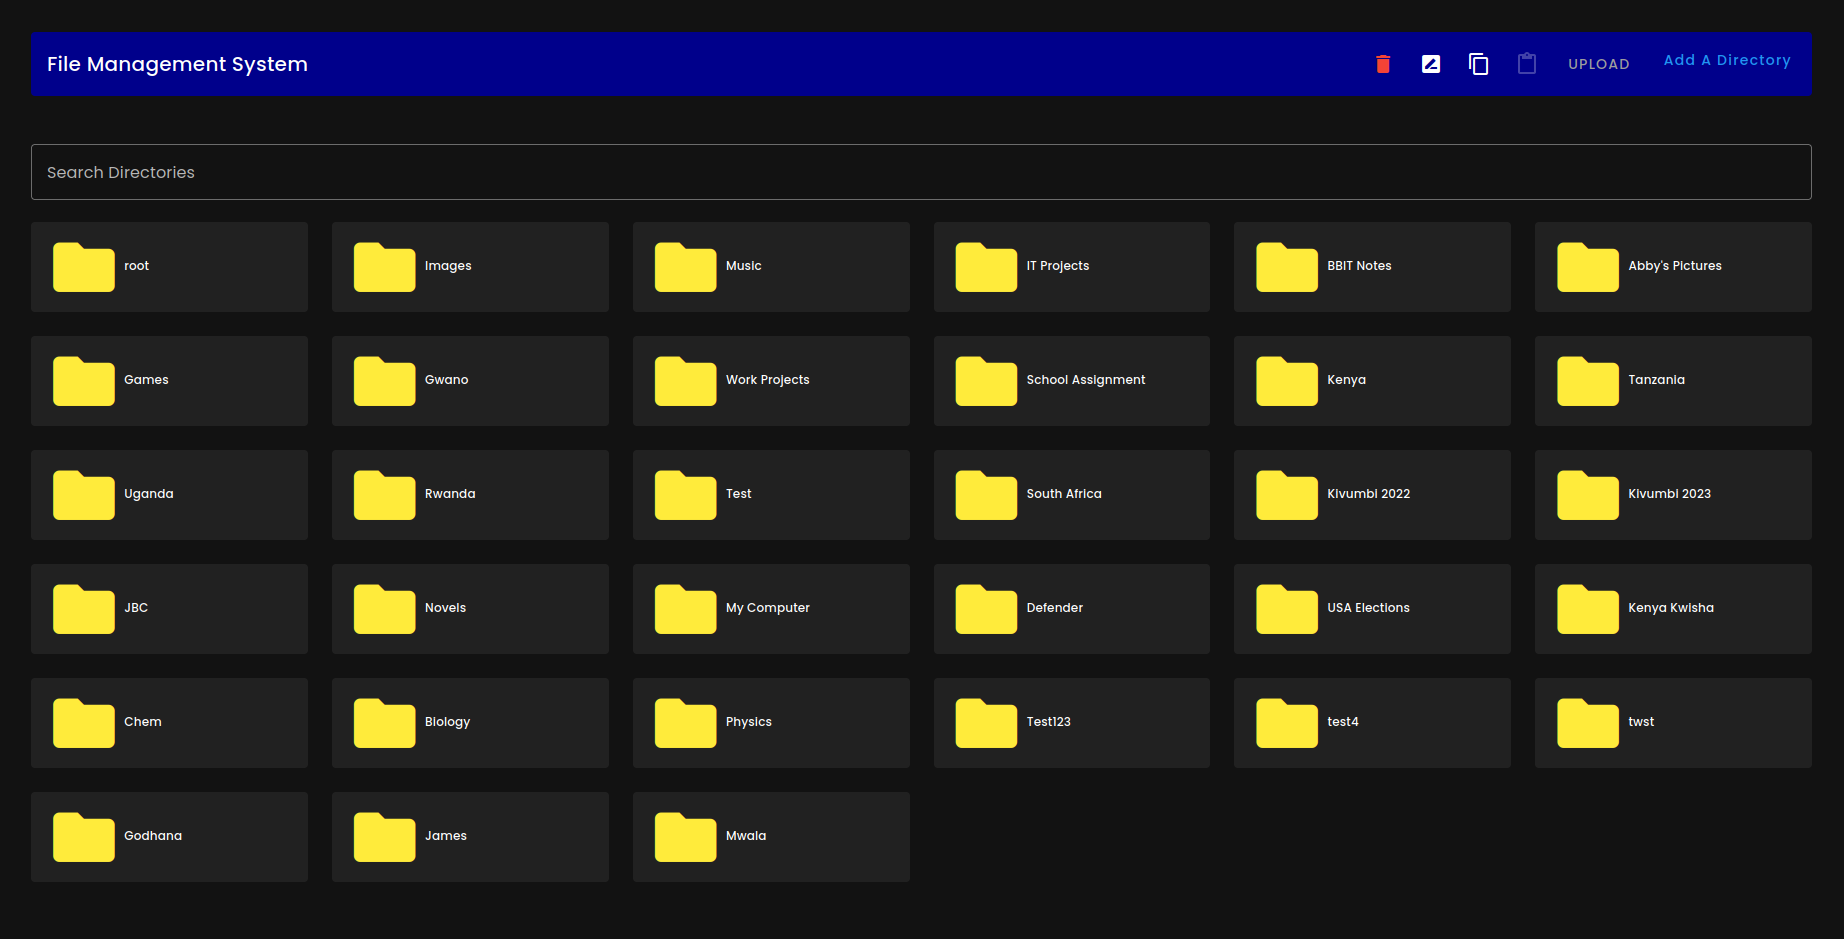 File Management System
UPLOAD
Add A Directory
Search Directories
root
Images
Music
IT Projects
BBIT Notes
Abby's Pictures
Games
Gwano
Work Projects
School Assignment
Kenya
Tanzania
Uganda
Rwanda
Test
South Africa
Kivumbi 2022
Kivumbi 2023
JBC
Novels
My Computer
Defender
USA Elections
Kenya Kwisha
Chem
Biology
Physics
Test123
test4
twst
Godhana
James
Mwala